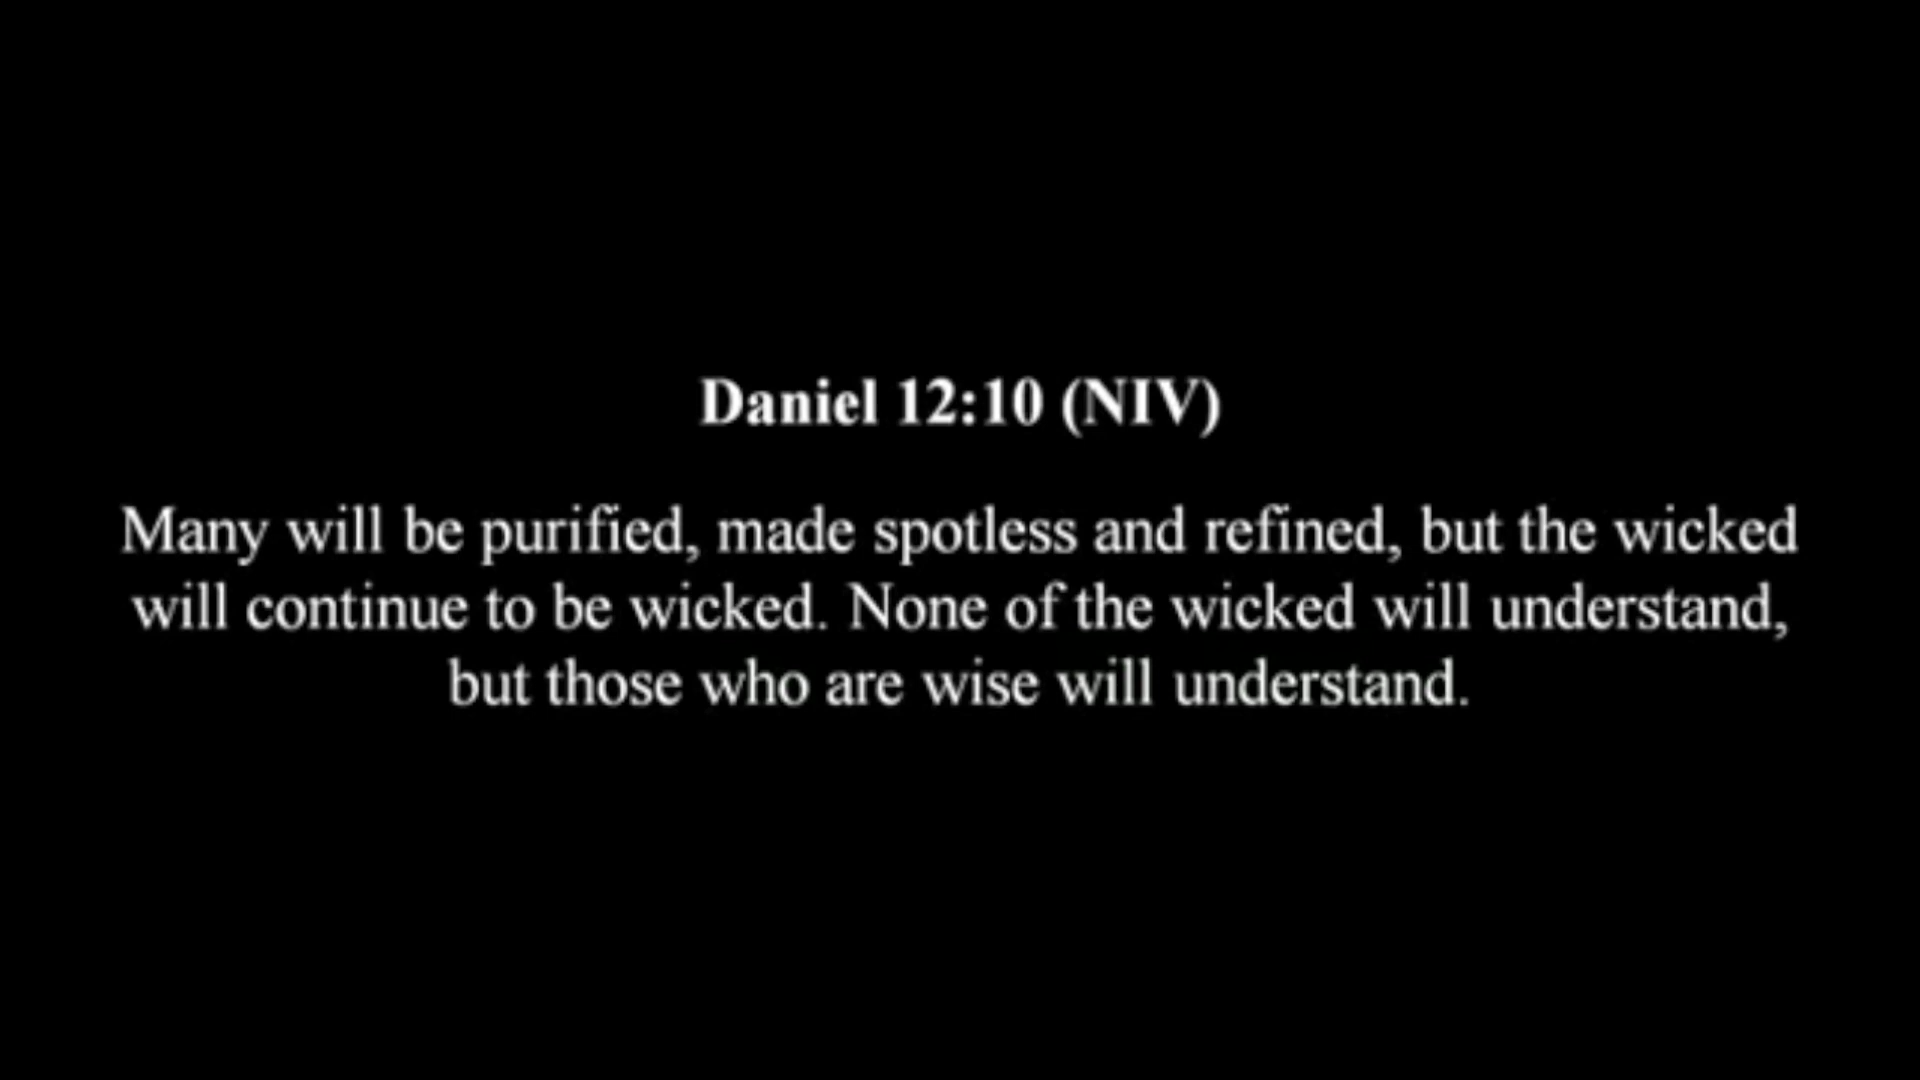 Daniel 12:10 (NIV)
Many will be purified, made spotless and refined, but the wicked
will continue to be wicked. None of the wicked will understand,
but those who are wise will understand.